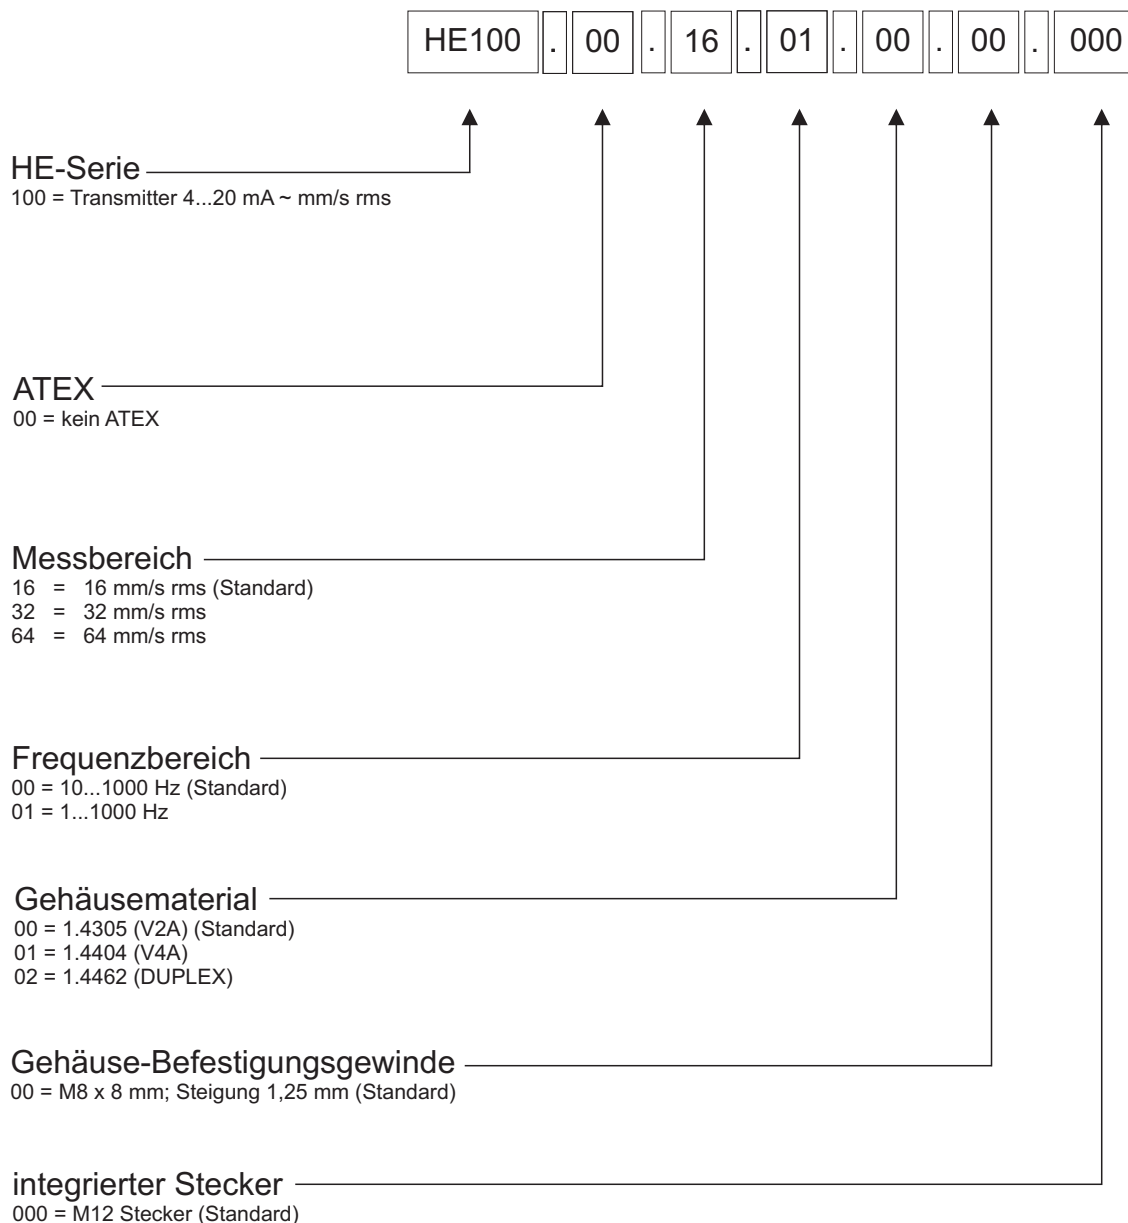 HE100 . 00 . 16 . 01 . 00 . 00 . 000
HE-Serie
100 = Transmitter 4...20 mA ~ mm/s rms
ATEX
00 = kein ATEX
Messbereich
16 = 16 mm/s rms (Standard)
32 = 32 mm/s rms
64 = 64 mm/s rms
Frequenzbereich
00 = 10...1000 Hz (Standard)
01 = 1...1000 Hz
Gehäusematerial
00 = 1.4305 (V2A) (Standard)
01 = 1.4404 (V4A)
02 = 1.4462 (DUPLEX)
Gehäuse-Befestigungsgewinde
00 = M8 x 8 mm; Steigung 1,25 mm (Standard)
integrierter Stecker
000 = M12 Stecker (Standard)